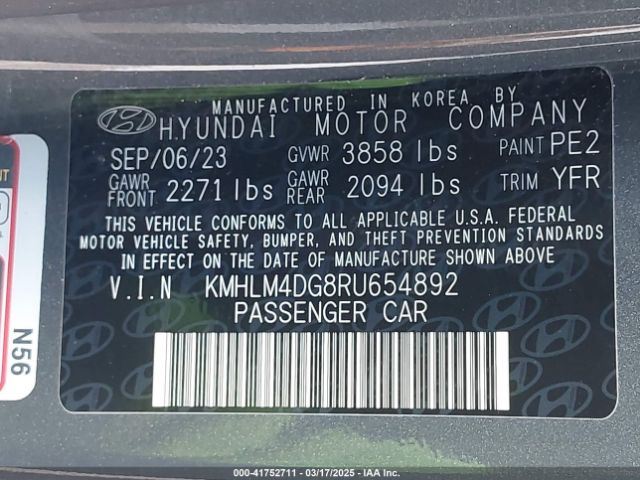 MANUFACTURED IN KOREA BY
HYUNDAI MOTOR COMPANY
SEP/06/23 GVWR 3858 lbs PAINT PE2
GAWR FRONT 2271 lbs GAWR REAR 2094 lbs TRIM YFR
THIS VEHICLE CONFORMS TO ALL APPLICABLE U.S.A. FEDERAL
MOTOR VEHICLE SAFETY, BUMPER, AND THEFT PREVENTION STANDARDS
IN EFFECT ON THE DATE OF MANUFACTURE SHOWN ABOVE
V.I.N KMHLM4DG8RU654892
PASSENGER CAR
N56
000-41752711 - 03/17/2025 - IAA, Inc.